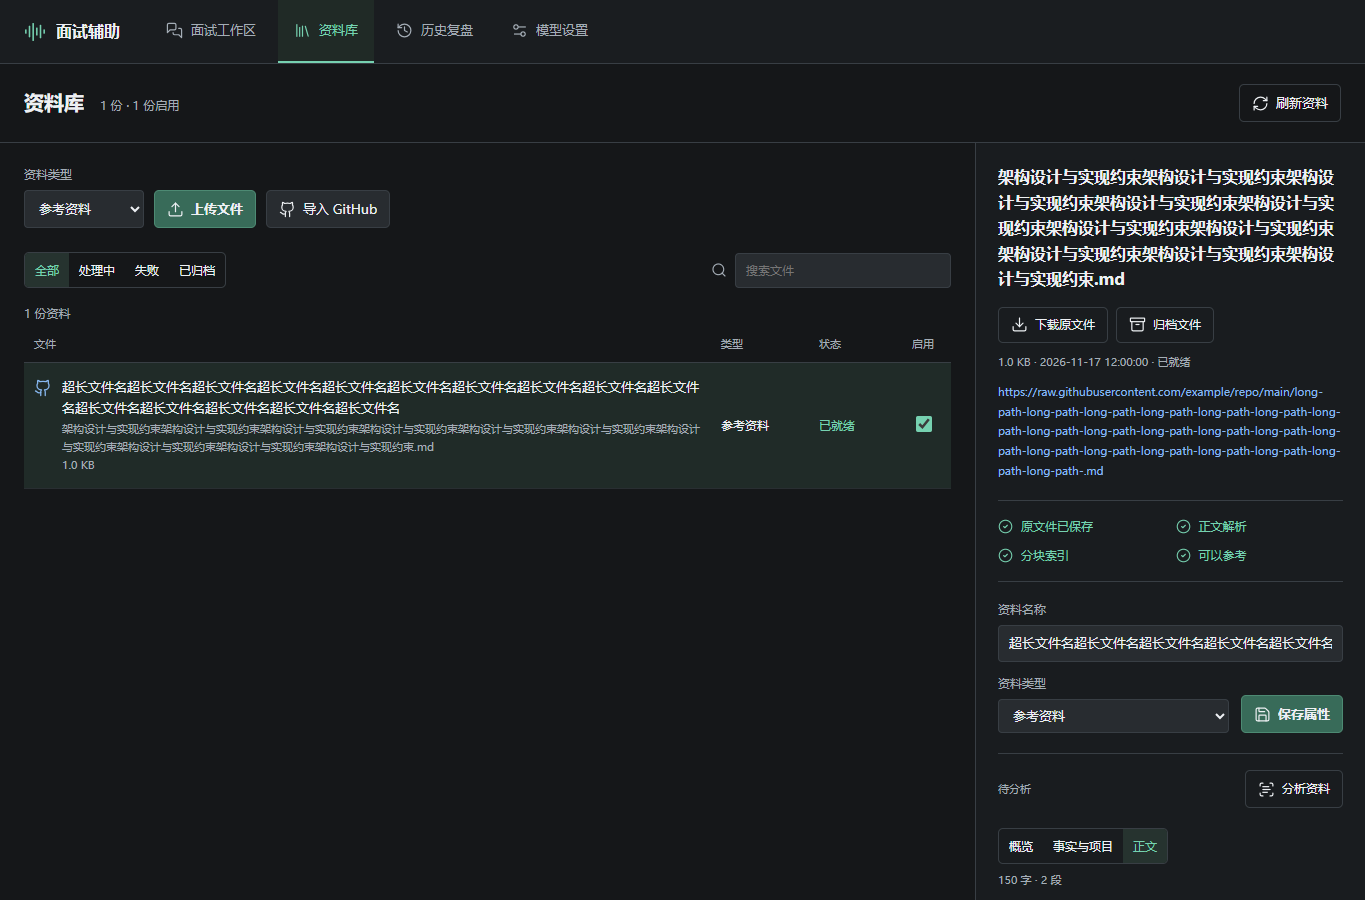 面试辅助
面试工作区
资料库
历史复盘
模型设置
资料库
1 份 · 1 份启用
刷新资料
资料类型
参考资料
上传文件
导入 GitHub
全部
处理中
失败
已归档
搜索文件
1 份资料
文件
类型
状态
启用
超长文件名超长文件名超长文件名超长文件名超长文件名超长文件名超长文件名超长文件名超长文件名超长文件
名超长文件名超长文件名超长文件名超长文件名超长文件名
架构设计与实现约束架构设计与实现约束架构设计与实现约束架构设计与实现约束架构设计与实现约束架构设计与实现约束架构设计
与实现约束架构设计与实现约束架构设计与实现约束架构设计与实现约束.md
1.0 KB
参考资料
已就绪
架构设计与实现约束架构设计与实现约束架构设
计与实现约束架构设计与实现约束架构设计与实
现约束架构设计与实现约束架构设计与实现约束
架构设计与实现约束架构设计与实现约束架构设
计与实现约束.md
下载原文件
归档文件
1.0 KB · 2026-11-17 12:00:00 · 已就绪
https://raw.githubusercontent.com/example/repo/main/long-
path-long-path-long-path-long-path-long-path-long-path-long-
path-long-path-long-path-long-path-long-path-long-path-long-
path-long-path-long-path-long-path-long-path-long-path-long-
path-long-path-.md
原文件已保存
正文解析
分块索引
可以参考
资料名称
超长文件名超长文件名超长文件名超长文件名超长文件名
资料类型
参考资料
保存属性
待分析
分析资料
概览
事实与项目
正文
150 字 · 2 段